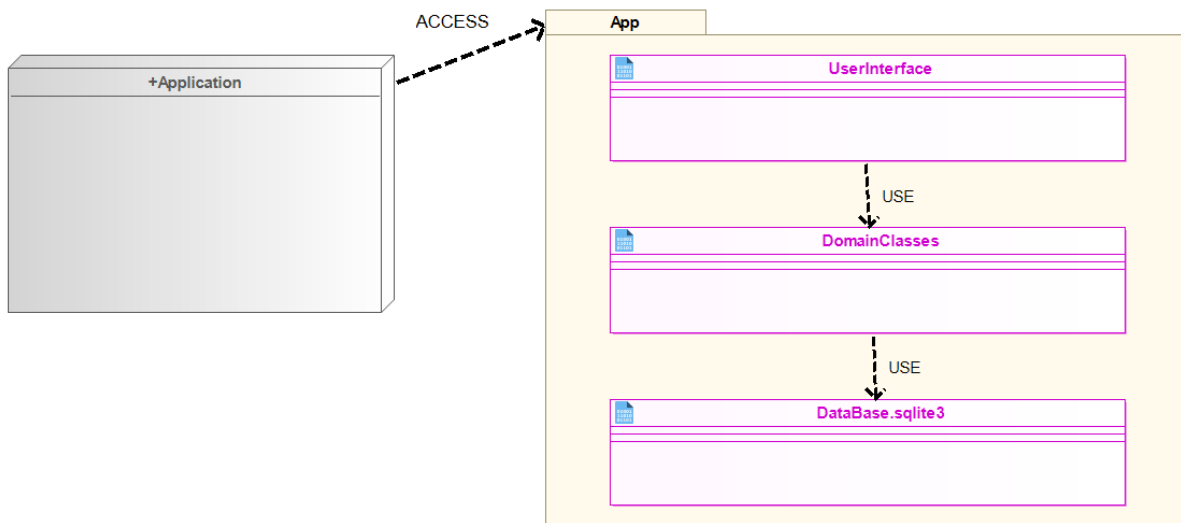 ACCESS
App
+Application
UserInterface
USE
DomainClasses
USE
DataBase.sqlite3